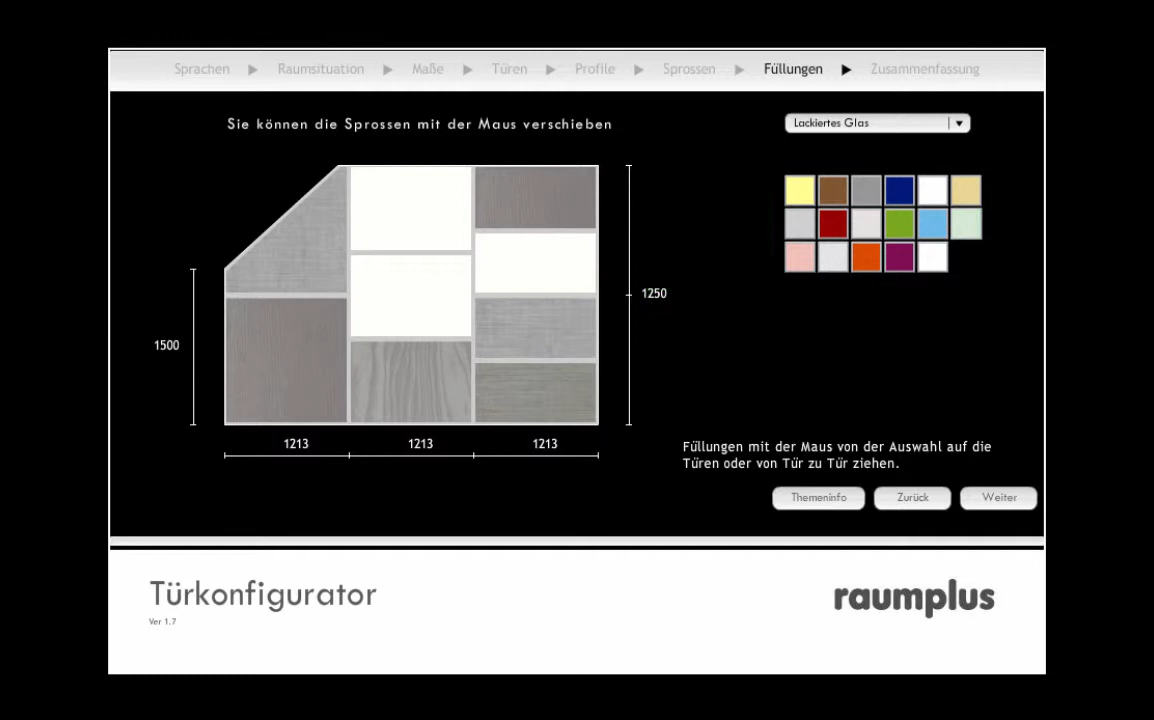 Sprachen Raumsituation Maße Türen Profile Sprossen Füllungen Zusammenfassung
Sie können die Sprossen mit der Maus verschieben
Lackiertes Glas
1250
1500
1213 1213 1213
Füllungen mit der Maus von der Auswahl auf die
Türen oder von Tür zu Tür ziehen.
Themeninfo Zurück Weiter
Türkonfigurator
Ver 1.7
raumplus